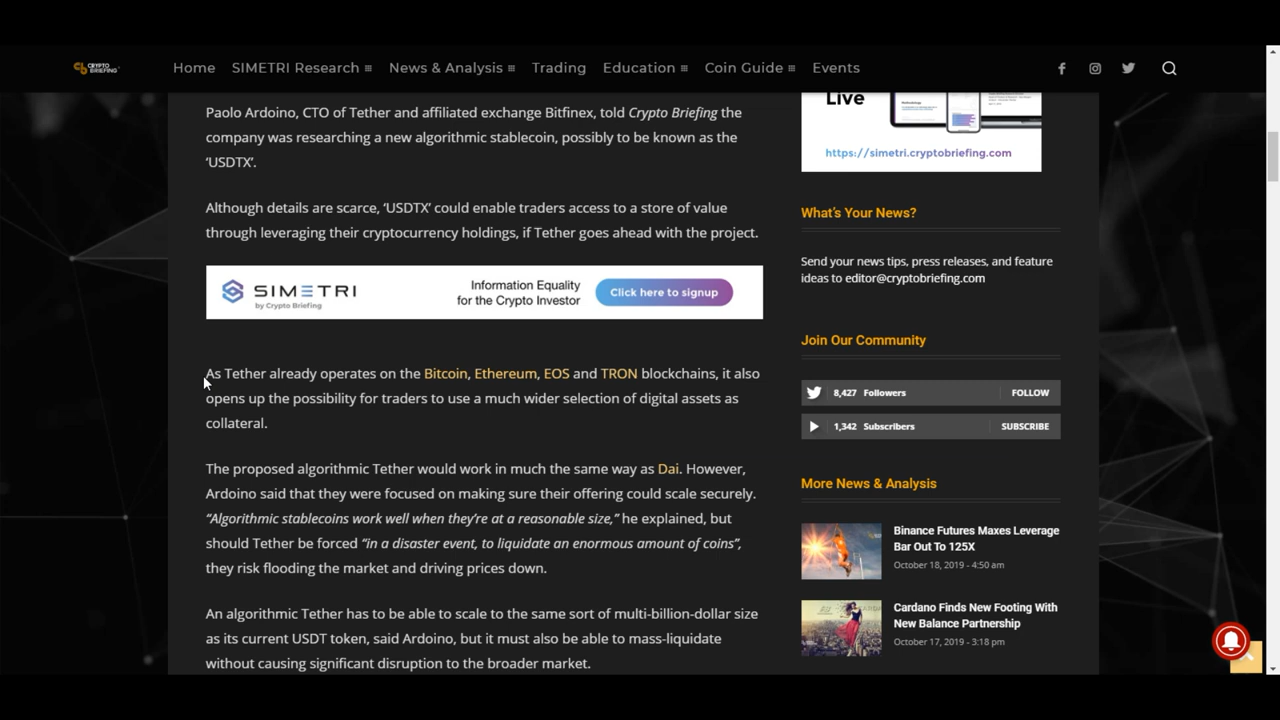 CRYPTO
BRIEFING
Home
SIMETRI Research
News & Analysis
Trading
Education
Coin Guide
Events
Paolo Ardoino, CTO of Tether and affiliated exchange Bitfinex, told Crypto Briefing the
company was researching a new algorithmic stablecoin, possibly to be known as the
‘USDTX’.
Although details are scarce, ‘USDTX’ could enable traders access to a store of value
through leveraging their cryptocurrency holdings, if Tether goes ahead with the project.
SIMETRI
by Crypto Briefing
Information Equality
for the Crypto Investor
Click here to signup
As Tether already operates on the Bitcoin, Ethereum, EOS and TRON blockchains, it also
opens up the possibility for traders to use a much wider selection of digital assets as
collateral.
The proposed algorithmic Tether would work in much the same way as Dai. However,
Ardoino said that they were focused on making sure their offering could scale securely.
“Algorithmic stablecoins work well when they’re at a reasonable size,” he explained, but
should Tether be forced “in a disaster event, to liquidate an enormous amount of coins”,
they risk flooding the market and driving prices down.
An algorithmic Tether has to be able to scale to the same sort of multi-billion-dollar size
as its current USDT token, said Ardoino, but it must also be able to mass-liquidate
without causing significant disruption to the broader market.
Live
https://simetri.cryptobriefing.com
What’s Your News?
Send your news tips, press releases, and feature
ideas to editor@cryptobriefing.com
Join Our Community
8,427 Followers FOLLOW
1,342 Subscribers SUBSCRIBE
More News & Analysis
Binance Futures Maxes Leverage
Bar Out To 125X
October 18, 2019 - 4:50 am
Cardano Finds New Footing With
New Balance Partnership
October 17, 2019 - 3:18 pm